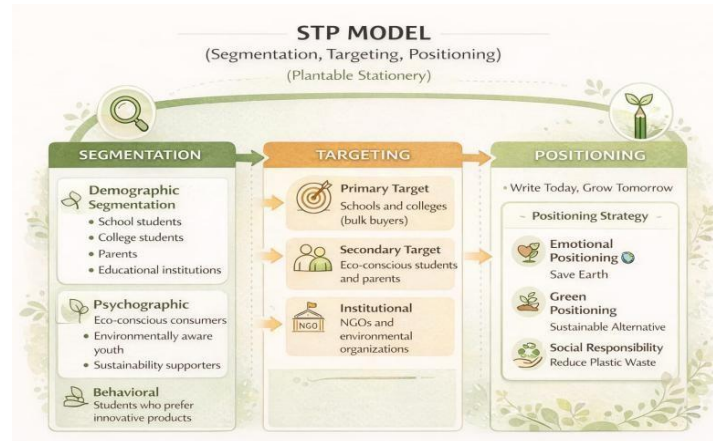 STP MODEL
(Segmentation, Targeting, Positioning)
(Plantable Stationery)
SEGMENTATION
Demographic
Segmentation
• School students
• College students
• Parents
• Educational institutions
Psychographic
Eco-conscious consumers
• Environmentally aware
youth
• Sustainability supporters
Behavioral
Students who prefer
innovative products
TARGETING
Primary Target
Schools and colleges
(bulk buyers)
Secondary Target
Eco-conscious students
and parents
NGO
Institutional
NGOs and
environmental
organizations
POSITIONING
• Write Today, Grow Tomorrow
- Positioning Strategy -
Emotional
Positioning
Save Earth
Green
Positioning
Sustainable Alternative
Social Responsibility
Reduce Plastic Waste